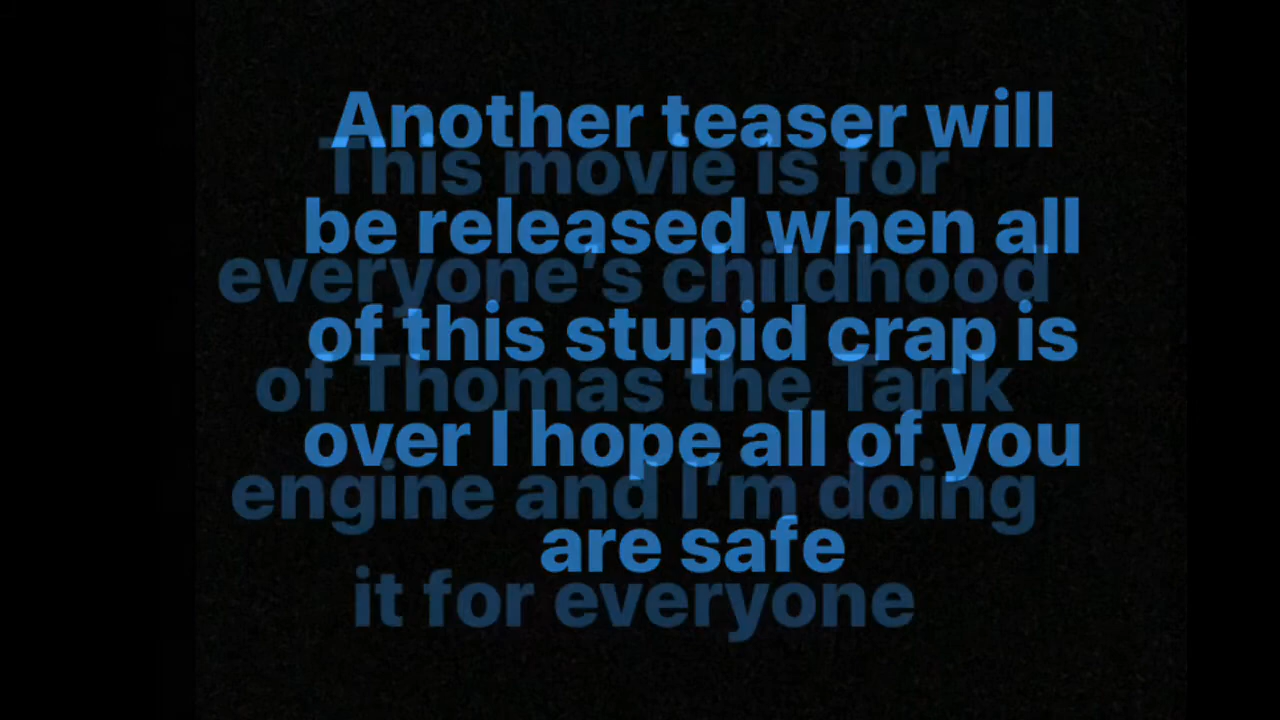 Another teaser will
be released when all
of this stupid crap is
over I hope all of you
are safe
This movie is for
everyone’s childhood
of Thomas the Tank
engine and I’m doing
it for everyone